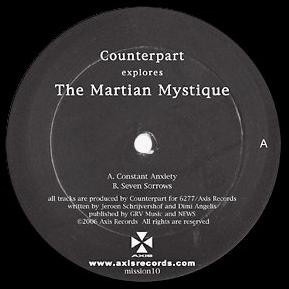 Counterpart
explores
The Martian Mystique
A
A. Constant Anxiety
B. Seven Sorrows
all tracks are produced by Counterpart for 6277/Axis Records
written by Jeroen Schrijvershof and Dimi Angelis/
published by GRV Music and NEWS
©2006 Axis Records All rights are reserved
AXIS
www.axisrecords.com
mission10